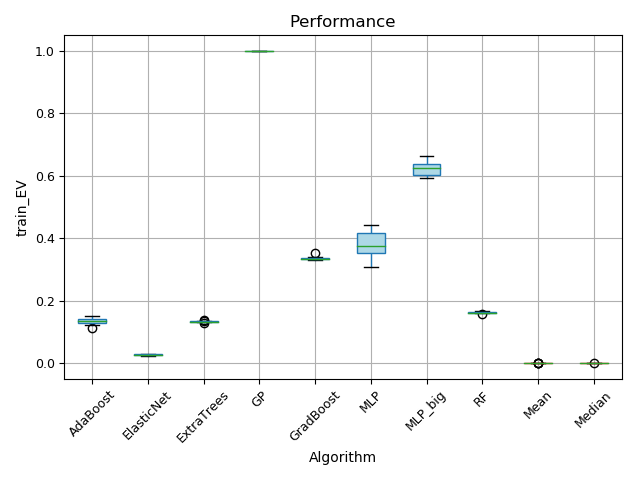 Performance
1.0
0.8
0.6
0.4
0.2
0.0
train_EV
AdaBoost
ElasticNet
ExtraTrees
GP
GradBoost
MLP
MLP_big
RF
Mean
Median
Algorithm